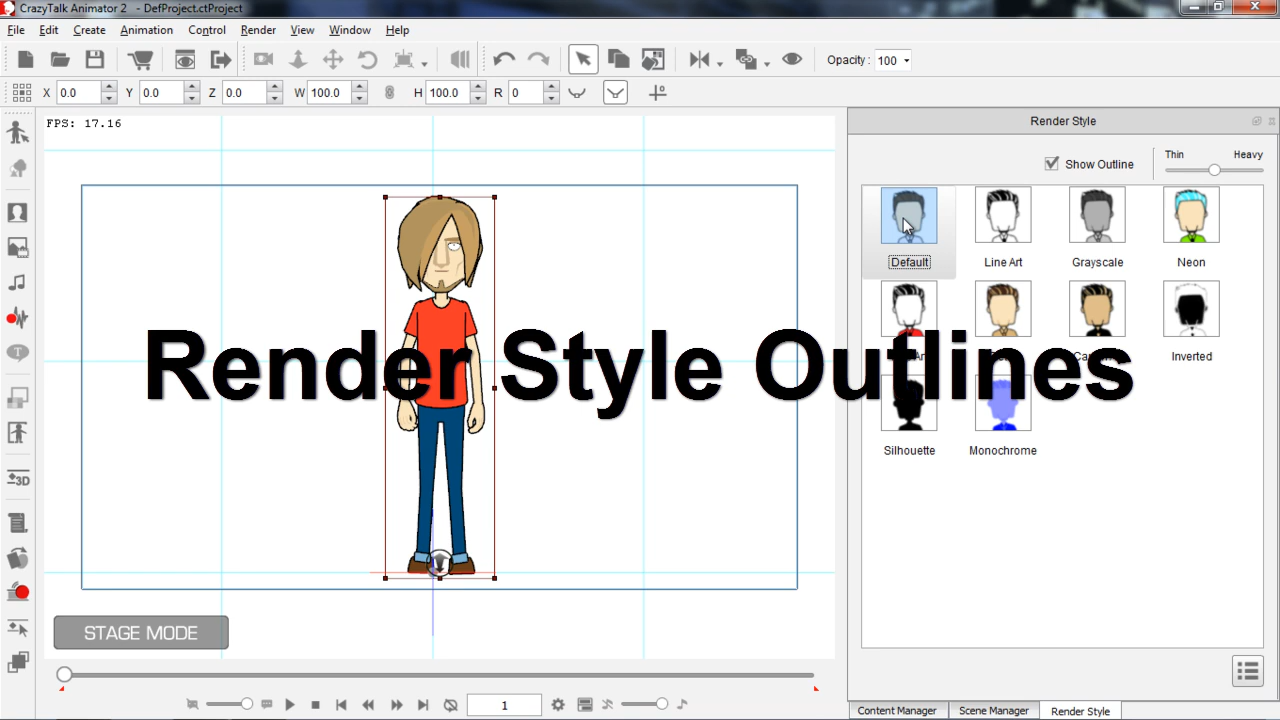 CrazyTalk Animator 2 - DefProject.ctProject
File Edit Create Animation Control Render View Window Help
Opacity : 100
X 0.0 Y 0.0 Z 0.0 W 100.0 H 100.0 R 0
FPS: 17.16
Render Style
Show Outline
Thin Heavy
Default Line Art Grayscale Neon
Inverted
Render Style Outlines
Silhouette Monochrome
T
3D
STAGE MODE
1
Content Manager Scene Manager Render Style